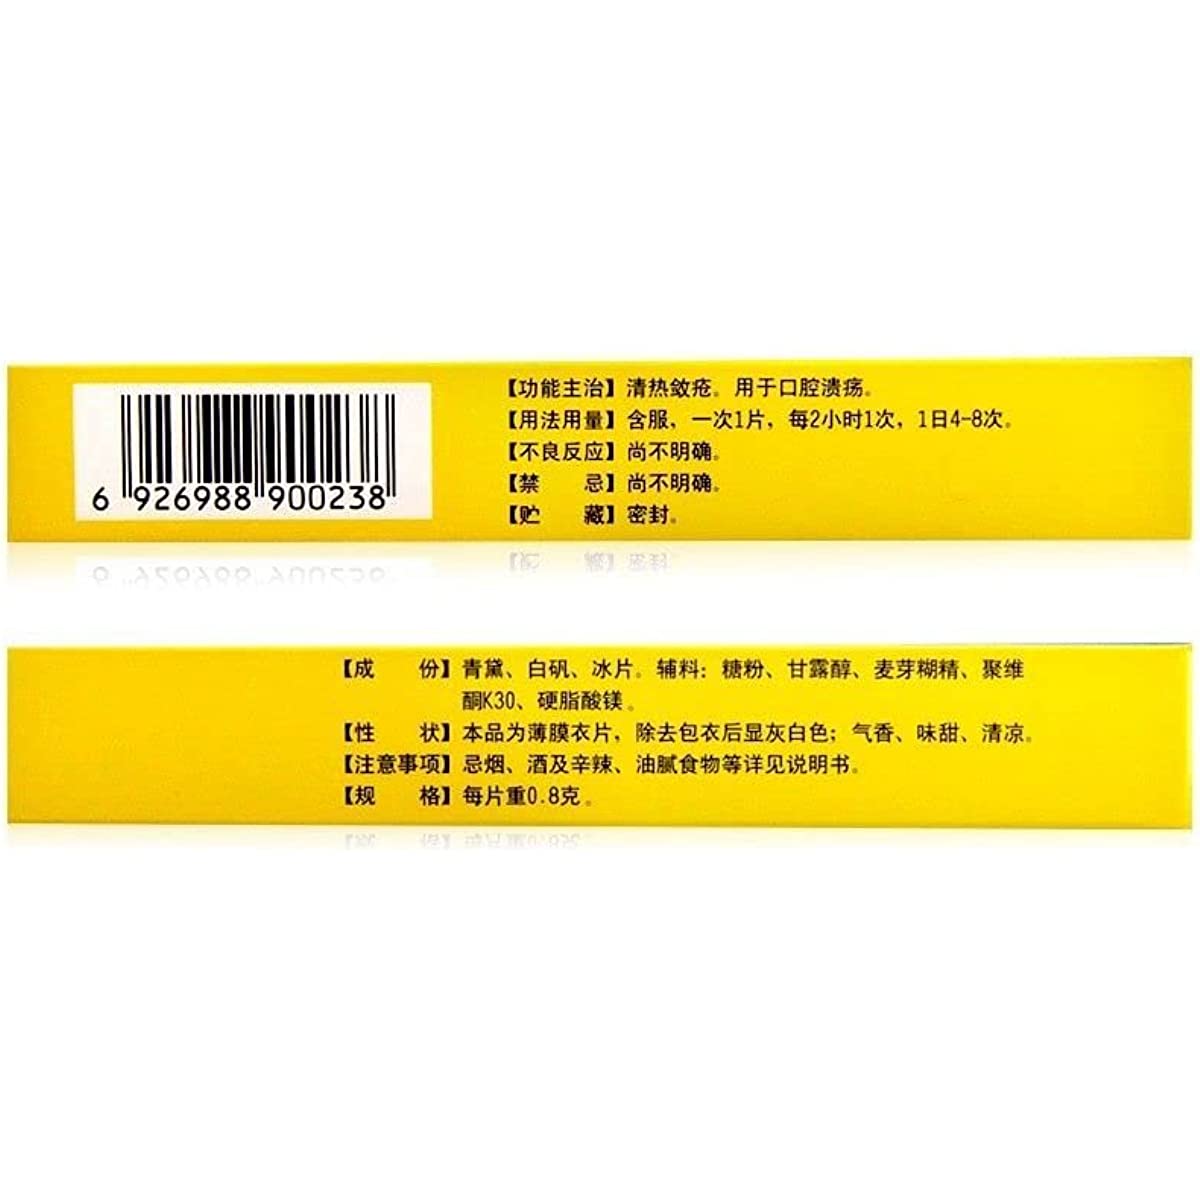 6 926988 900238
【功能主治】清热敛疮。用于口腔溃疡。
【用法用量】含服，一次1片，每2小时1次，1日4-8次。
【不良反应】尚不明确。
【禁　　忌】尚不明确。
【贮　　藏】密封。
【成　　份】青黛、白矾、冰片。辅料：糖粉、甘露醇、麦芽糊精、聚维
酮K30、硬脂酸镁。
【性　　状】本品为薄膜衣片，除去包衣后显灰白色；气香、味甜、清凉。
【注意事项】忌烟、酒及辛辣、油腻食物等详见说明书。
【规　　格】每片重0.8克。